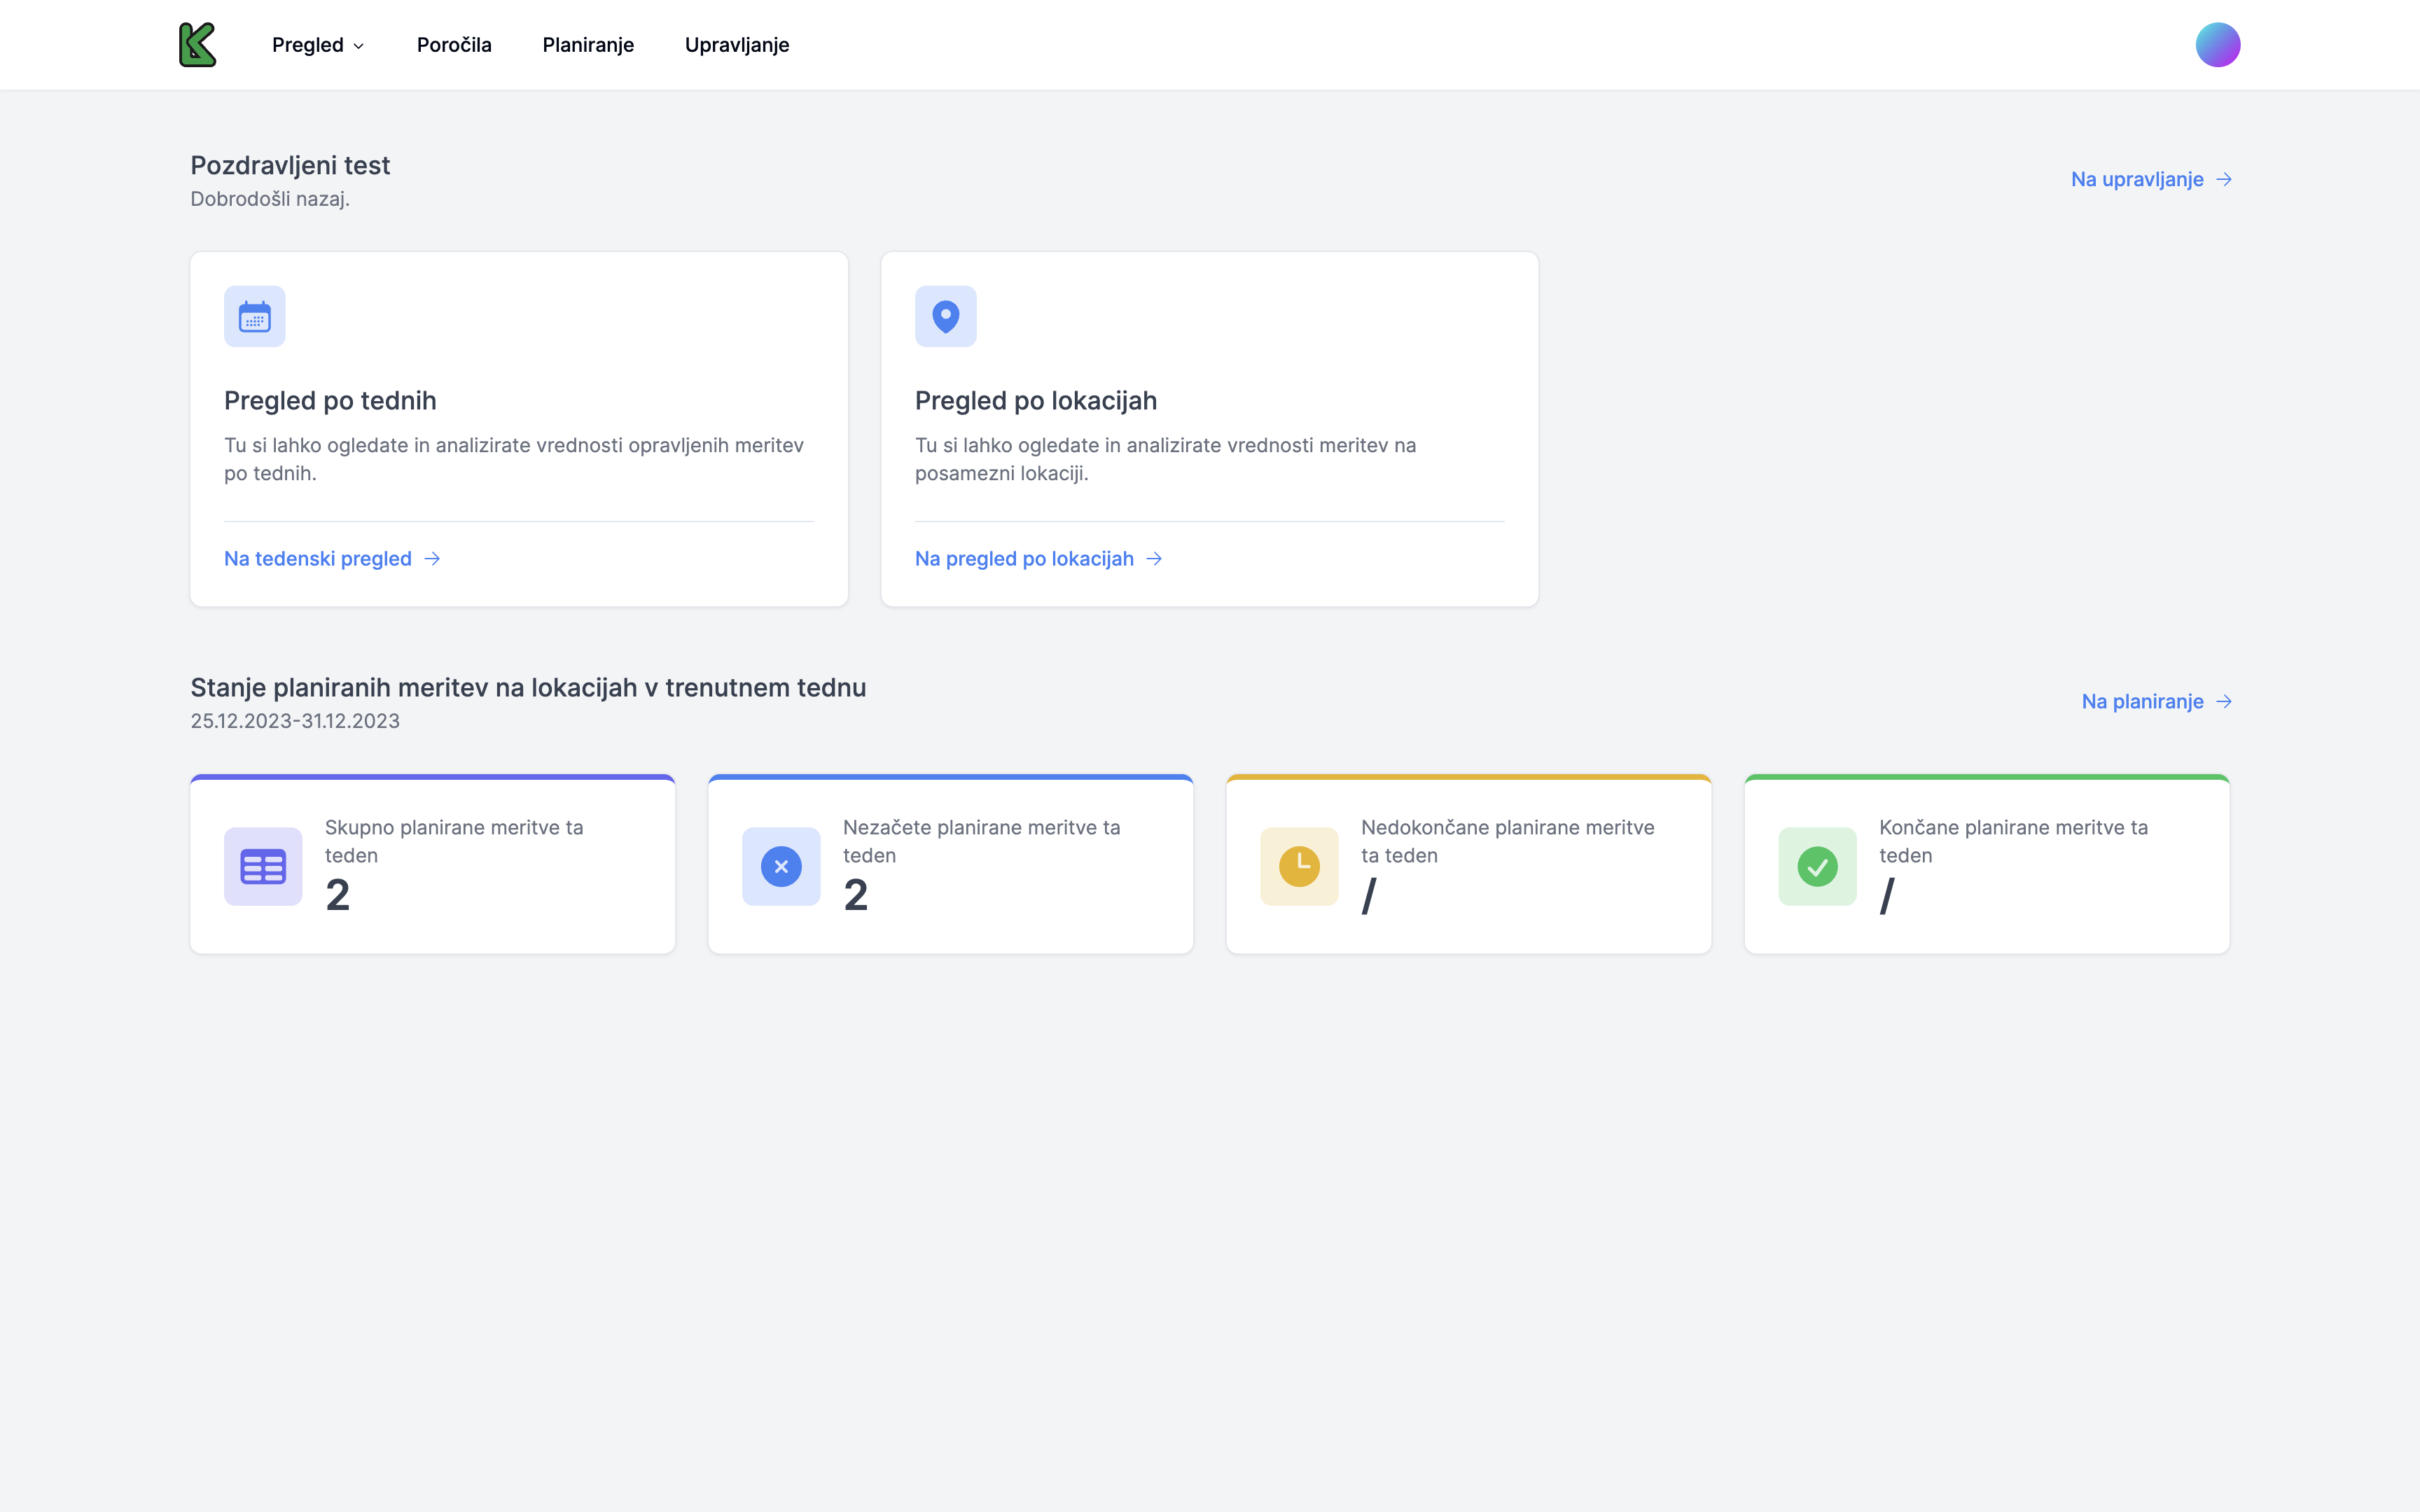 Pregled
Poročila
Planiranje
Upravljanje
Pozdravljeni test
Dobrodošli nazaj.
Na upravljanje
Pregled po tednih
Tu si lahko ogledate in analizirate vrednosti opravljenih meritev
po tednih.
Na tedenski pregled
Pregled po lokacijah
Tu si lahko ogledate in analizirate vrednosti meritev na
posamezni lokaciji.
Na pregled po lokacijah
Stanje planiranih meritev na lokacijah v trenutnem tednu
25.12.2023-31.12.2023
Na planiranje
Skupno planirane meritve ta
teden
2
Nezačete planirane meritve ta
teden
2
Nedokončane planirane meritve
ta teden
/
Končane planirane meritve ta
teden
/